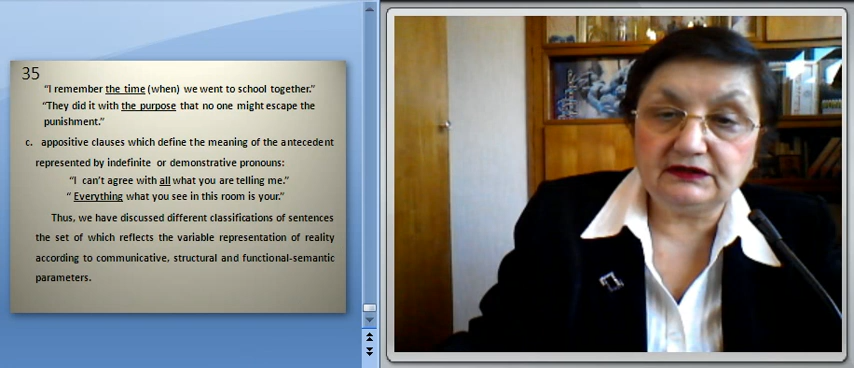 35
“I remember the time (when) we went to school together.”
“They did it with the purpose that no one might escape the
punishment.”
c. appositive clauses which define the meaning of the antecedent
represented by indefinite or demonstrative pronouns:
“I can’t agree with all what you are telling me.”
“ Everything what you see in this room is your.”
Thus, we have discussed different classifications of sentences
the set of which reflects the variable representation of reality
according to communicative, structural and functional-semantic
parameters.